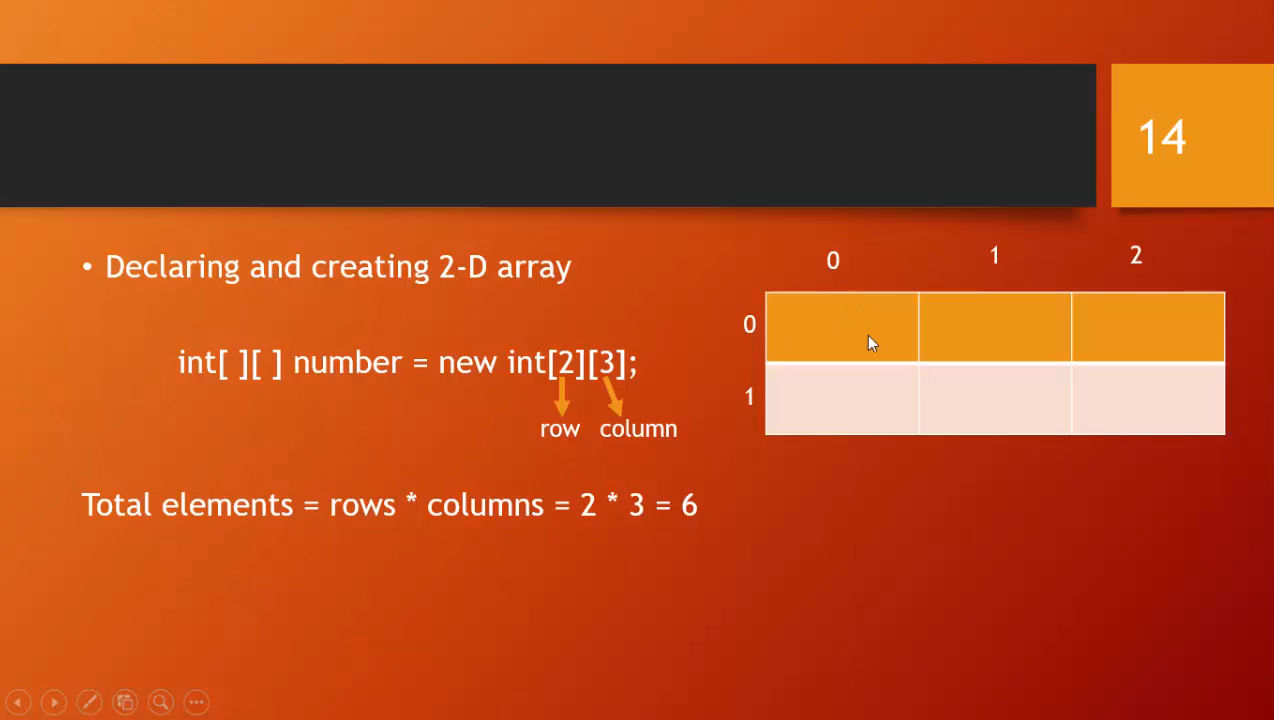 14
• Declaring and creating 2-D array
int[ ][ ] number = new int[2][3];
row column
Total elements = rows * columns = 2 * 3 = 6
0 1 2
0
1